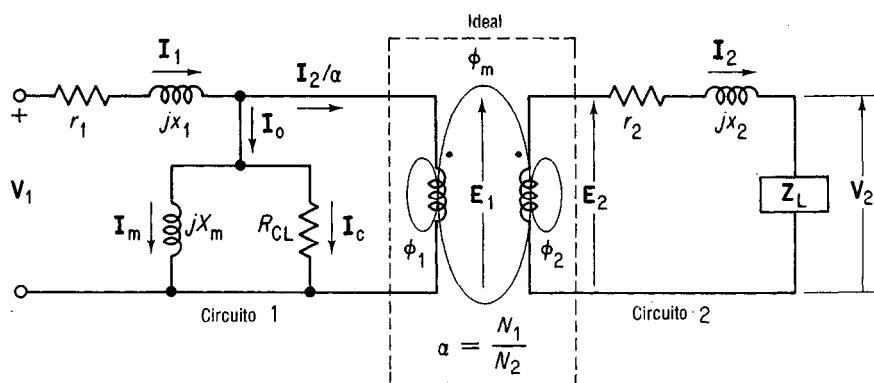 Ideal
ϕm
I1
I2/α
I2
r1
jx1
Io
r2
jx2
+
V1
Im
jXm
RCL
Ic
ϕ1
E1
ϕ2
E2
ZL
V2
Circuito 1
Circuito 2
α = N1/N2